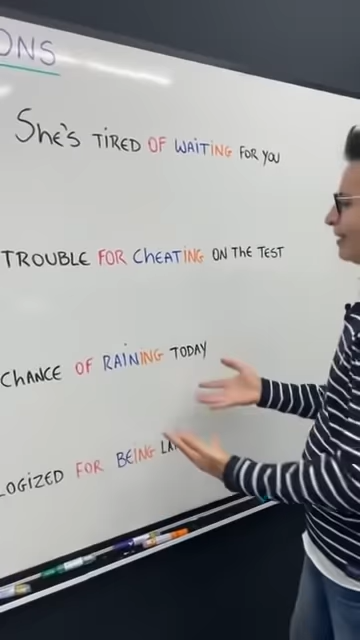 ONS
She's TIRED OF WAITING FOR YOU
TROUBLE FOR CHEATING ON THE TEST
CHANCE OF RAINING TODAY
LOGIZED FOR BEING